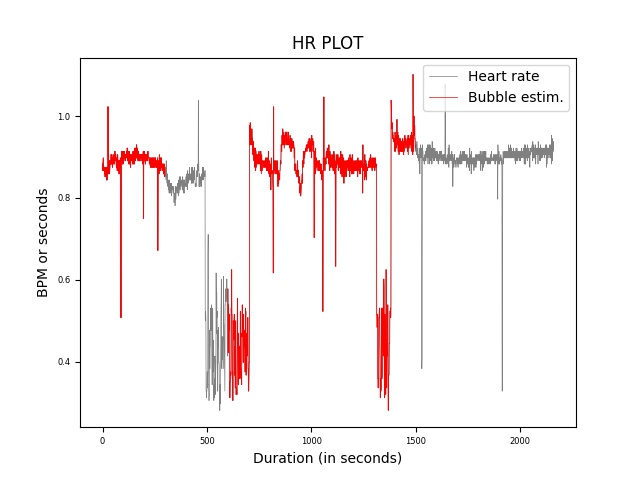 HR PLOT
Heart rate
Bubble estim.
BPM or seconds
1.0
0.8
0.6
0.4
0
500
1000
1500
2000
Duration (in seconds)